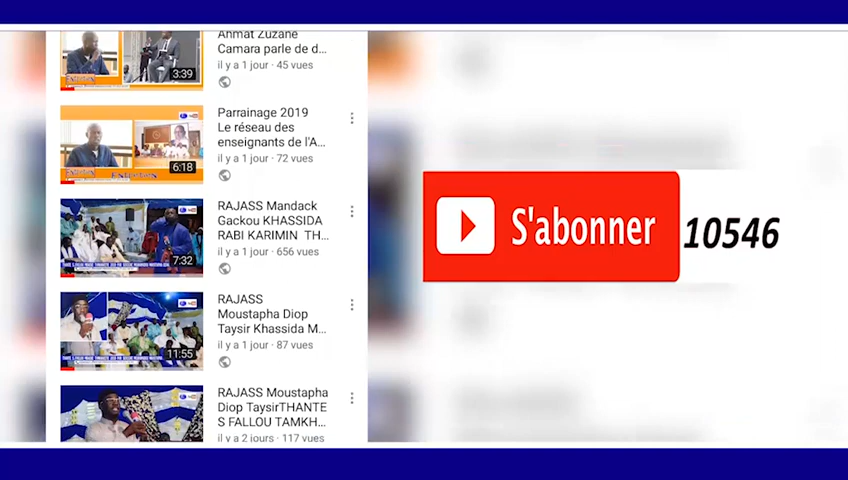 Ahmat Zuzane
Camara parle de d...
il y a 1 jour · 45 vues
3:39
Parrainage 2019
Le réseau des
enseignants de l'A...
il y a 1 jour · 72 vues
6:18
RAJASS Mandack
Gackou KHASSIDA
RABI KARIMIN TH...
il y a 1 jour · 656 vues
7:32
RAJASS
Moustapha Diop
Taysir Khassida M...
il y a 1 jour · 87 vues
11:55
RAJASS Moustapha
Diop TaysirTHANTE
S FALLOU TAMKH...
il y a 2 jours · 117 vues
S'abonner
10546